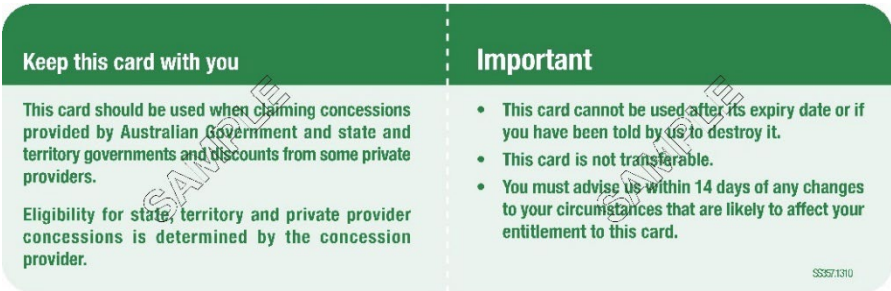 Keep this card with you
This card should be used when claiming concessions
provided by Australian Government and state and
territory governments and discounts from some private
providers.
Eligibility for state, territory and private provider
concessions is determined by the concession
provider.
SAMPLE
Important
• This card cannot be used after its expiry date or if
you have been told by us to destroy it.
• This card is not transferable.
• You must advise us within 14 days of any changes
to your circumstances that are likely to affect your
entitlement to this card.
SAMPLE
SS357.1310